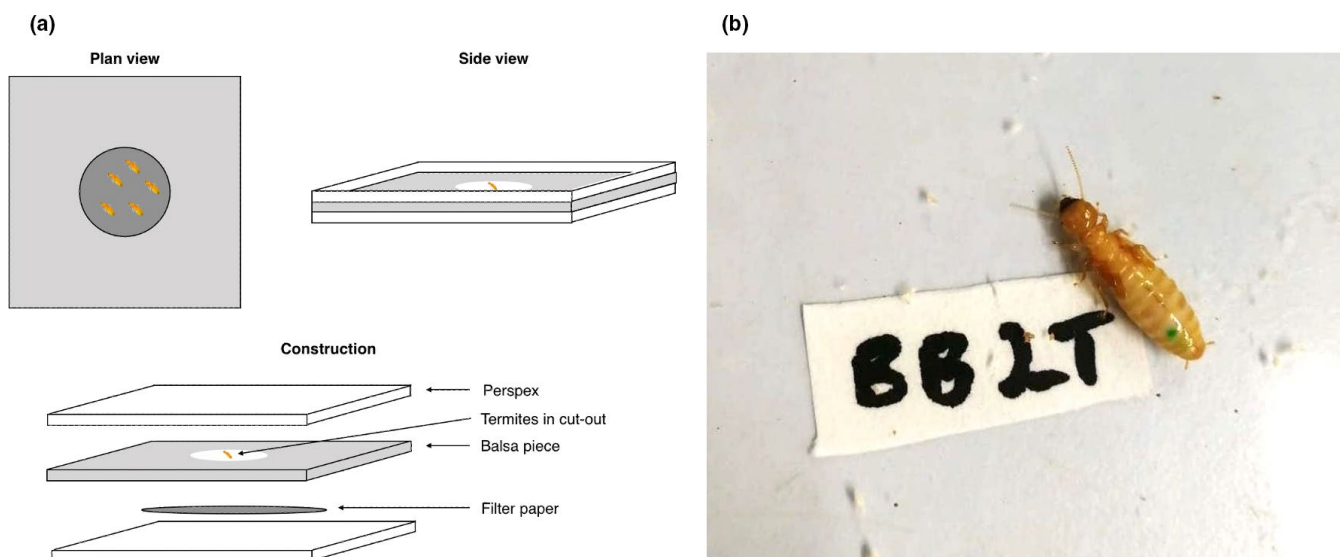 (a)
Plan view
Side view
Construction
Perspex
Termites in cut-out
Balsa piece
Filter paper
(b)
BB2T